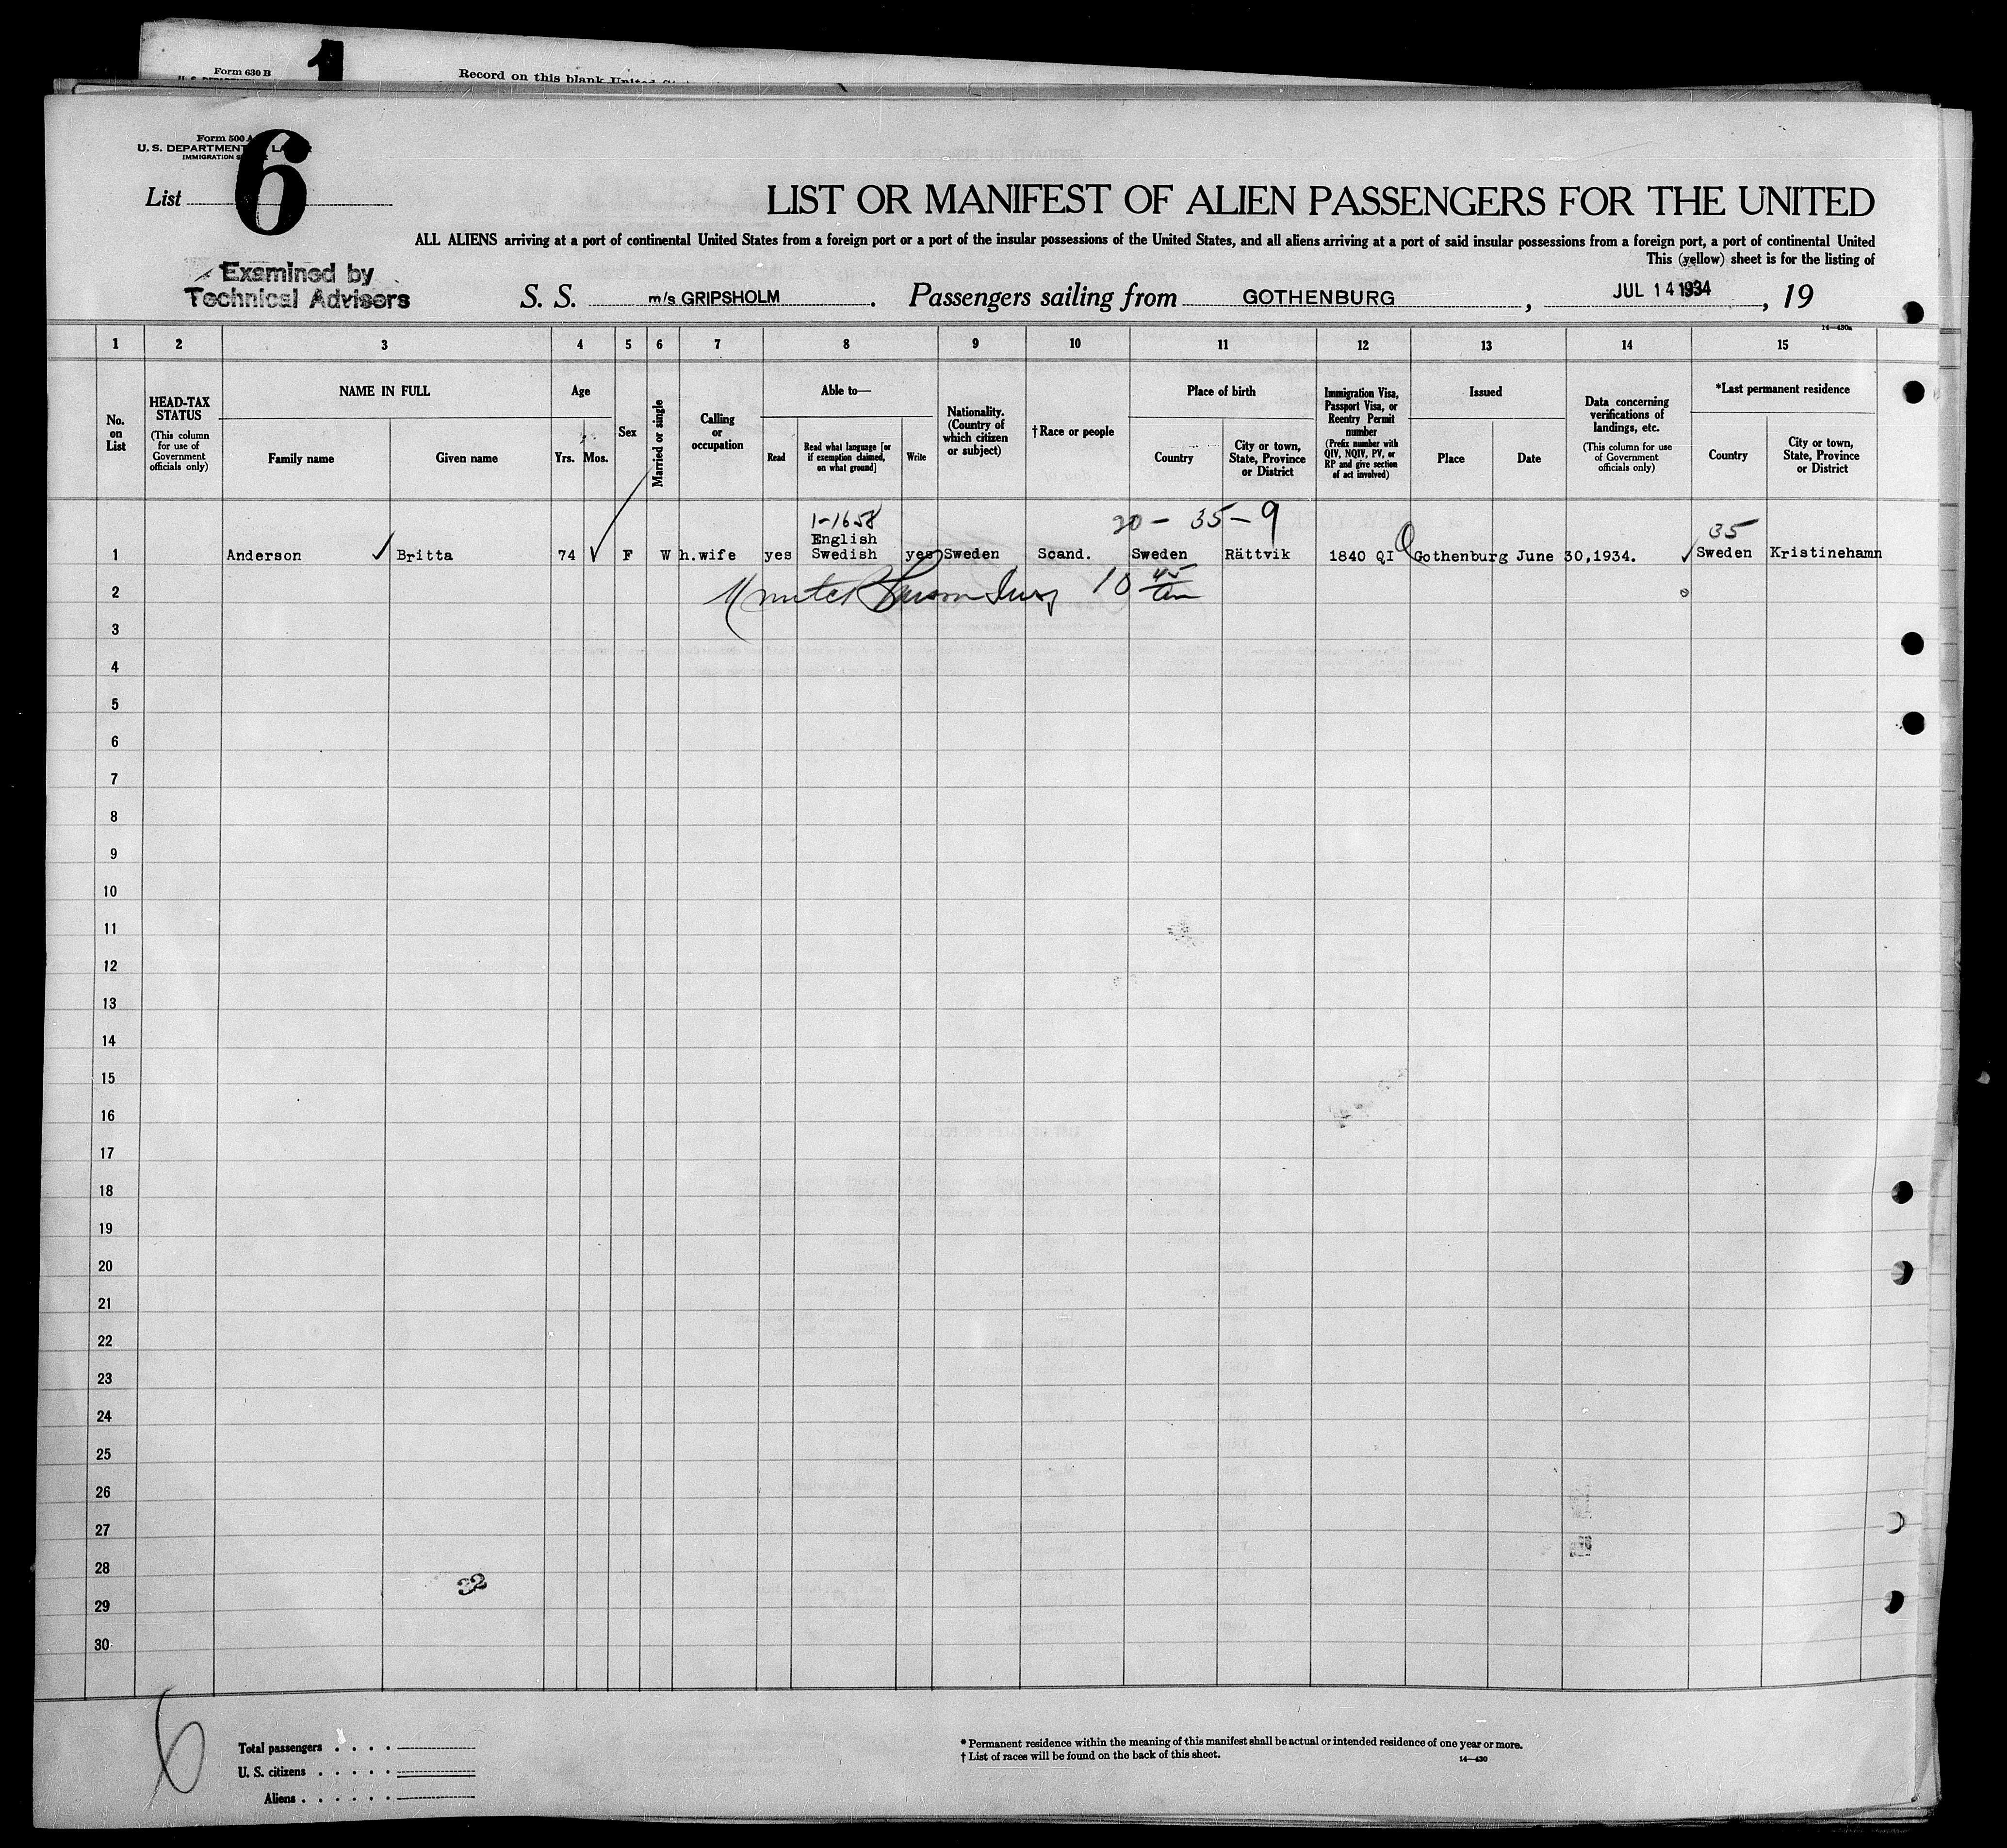 Form 630 B
Record on this blank United
Form 500 A
U. S. DEPARTMENT LABOR
IMMIGRATION
List 6
LIST OR MANIFEST OF ALIEN PASSENGERS FOR THE UNITED
ALL ALIENS arriving at a port of continental United States from a foreign port or a port of the insular possessions of the United States, and all aliens arriving at a port of said insular possessions from a foreign port, a port of continental United
This (yellow) sheet is for the listing of
Examined by
Technical Advisers
S. S. m/s GRIPSHOLM . Passengers sailing from GOTHENBURG , JUL 14 1934 , 19
14—430a
1 2 3 4 5 6 7 8 9 10 11 12 13 14 15
No. on List
HEAD-TAX STATUS
(This column for use of Government officials only)
NAME IN FULL
Family name
Given name
Age
Yrs.
Mos.
Sex
Married or single
Calling or occupation
Able to—
Read
Read what language [or if exemption claimed, on what ground]
Write
Nationality. (Country of which citizen or subject)
†Race or people
Place of birth
Country
City or town, State, Province or District
Immigration Visa, Passport Visa, or Reentry Permit number
(Prefix number with QIV, NQIV, PV, or RP and give section of act involved)
Issued
Place
Date
Data concerning verifications of landings, etc.
(This column for use of Government officials only)
*Last permanent residence
Country
City or town, State, Province or District
1-1658
20 - 35 - 9
35
English
1 Anderson ✓ Britta 74 ✓ F W h.wife yes Swedish yes Sweden Scand. Sweden Rättvik 1840 QI Gothenburg June 30,1934. ✓ Sweden Kristinehamn
2 10 45
3
4
5
6
7
8
9
10
11
12
13
14
15
16
17
18
19
20
21
22
23
24
25
26
27
28
29
30
6
Total passengers . . . .
U. S. citizens . . . . .
Aliens . . . . . .
* Permanent residence within the meaning of this manifest shall be actual or intended residence of one year or more.
† List of races will be found on the back of this sheet.
14—430